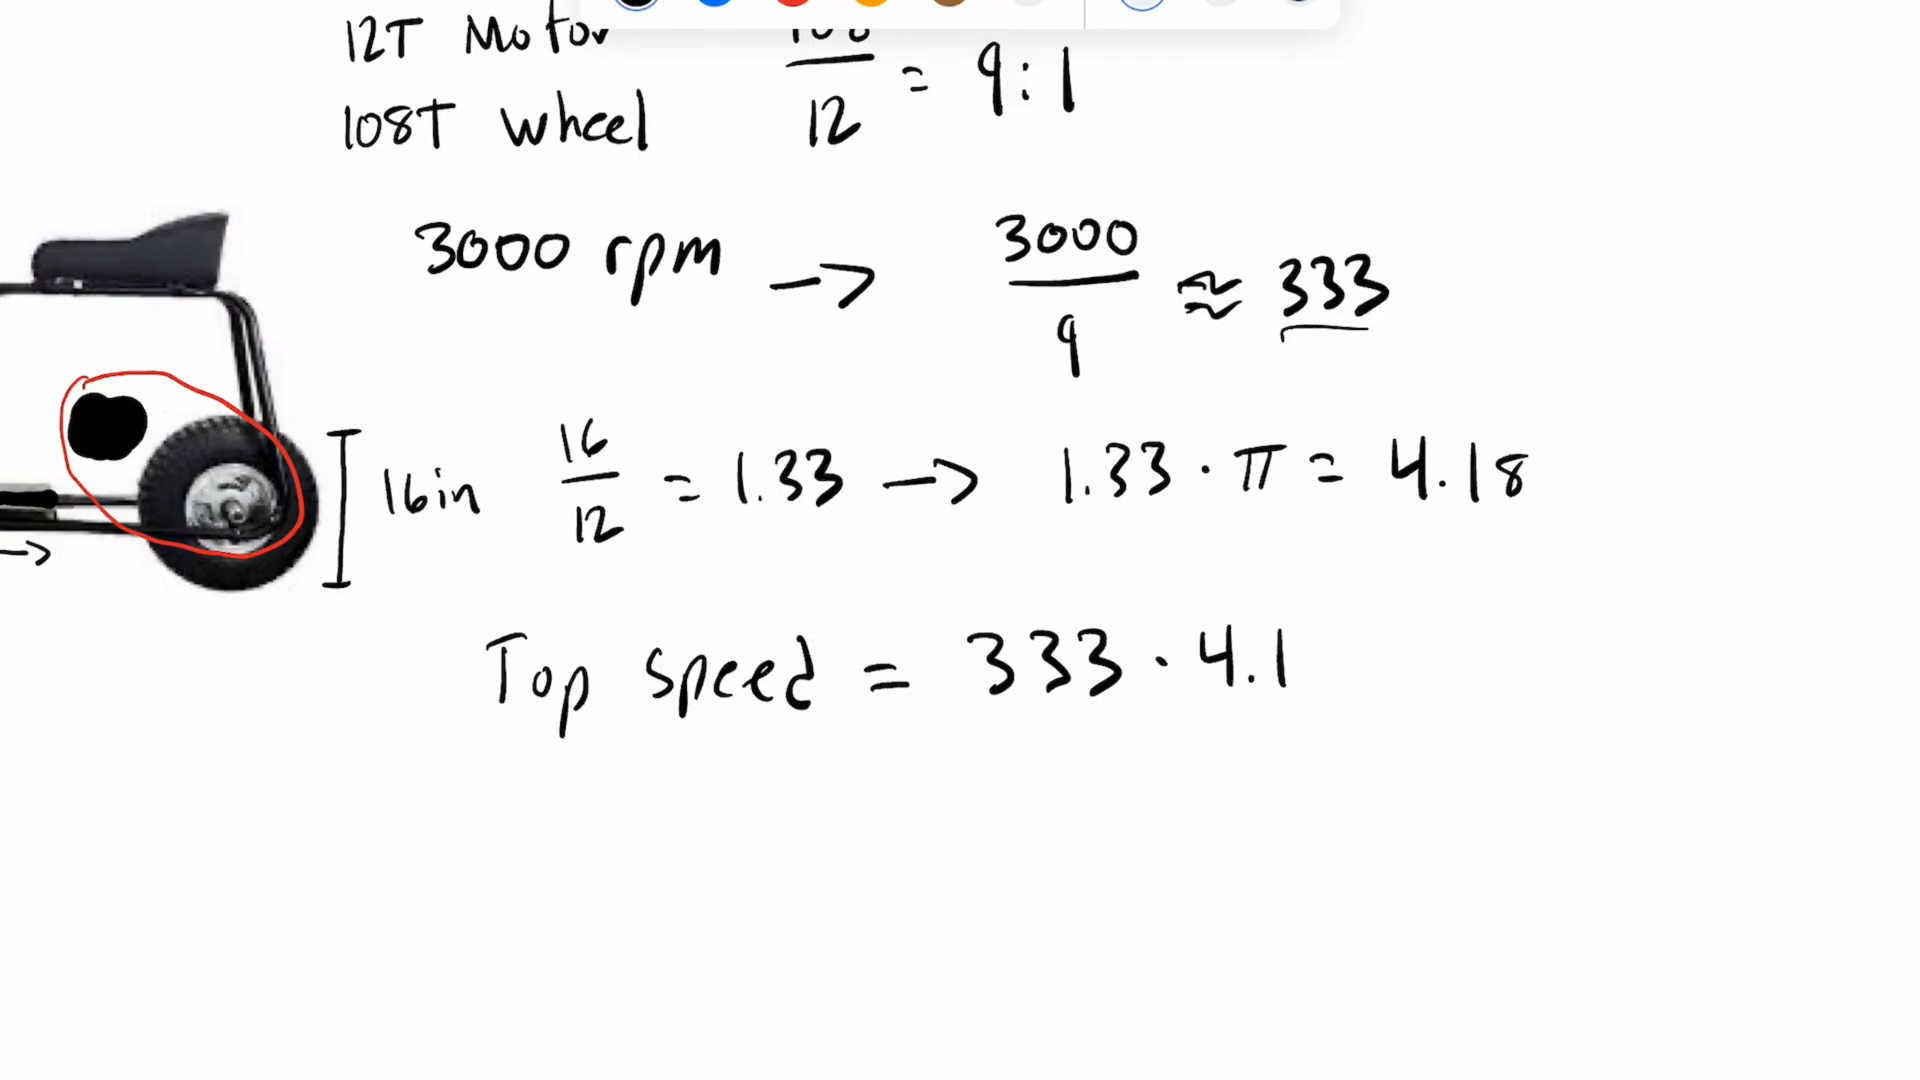 12T Motor
108T wheel 108/12 = 9:1
3000 rpm -> 3000/9 ≈ 333
16in 16/12 = 1.33 -> 1.33 · π = 4.18
Top speed = 333 · 4.1